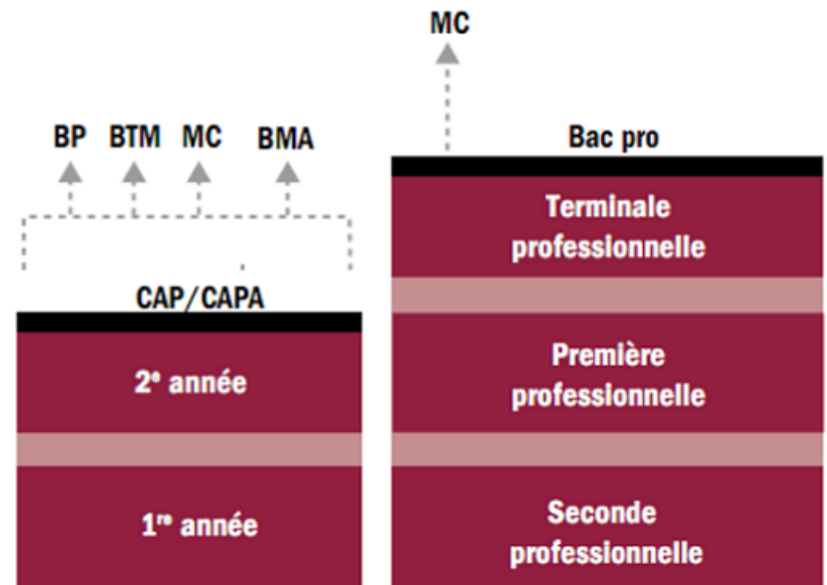 MC
BP BTM MC BMA
Bac pro
CAP/CAPA
2e année
1re année
Terminale
professionnelle
Première
professionnelle
Seconde
professionnelle